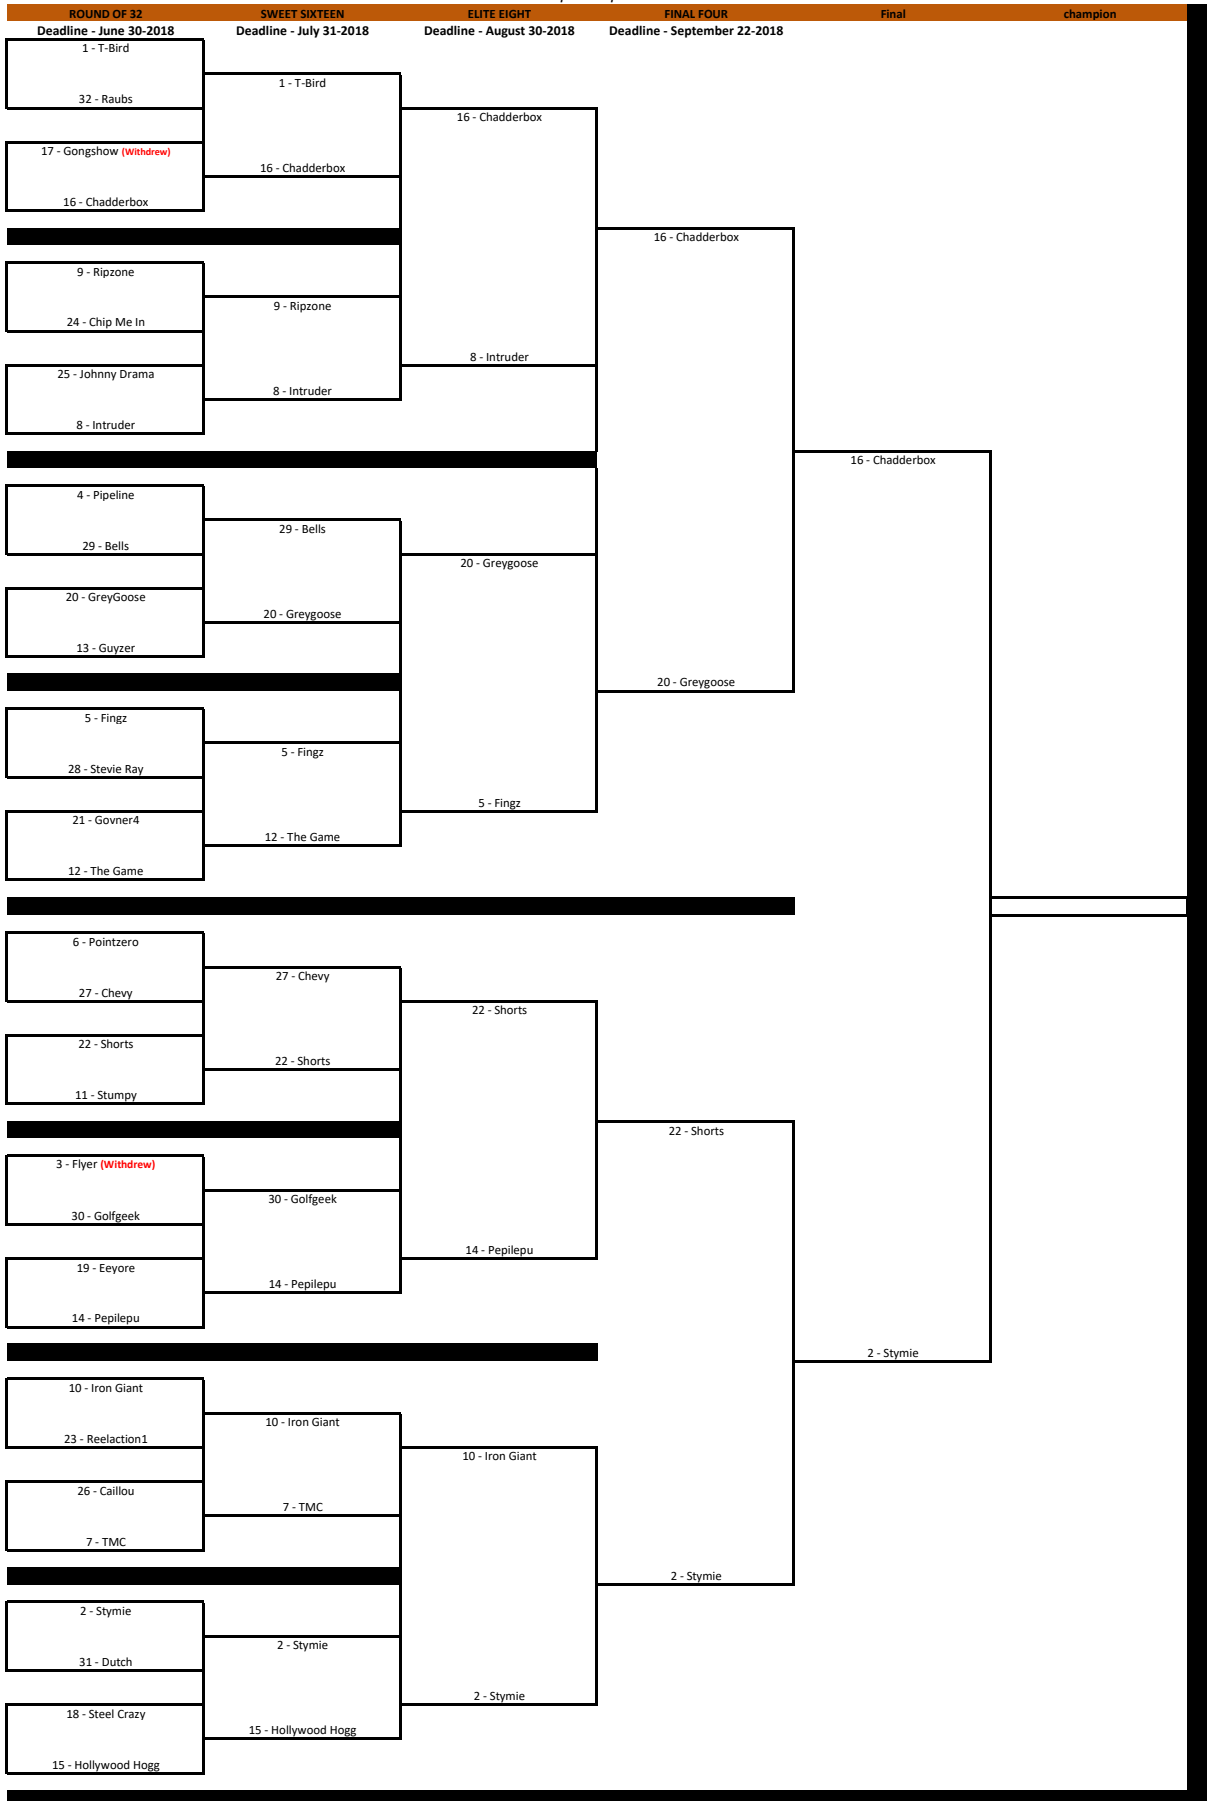 ROUND OF 32 SWEET SIXTEEN ELITE EIGHT FINAL FOUR Final champion
Deadline - June 30-2018 Deadline - July 31-2018 Deadline - August 30-2018 Deadline - September 22-2018
1 - T-Bird
1 - T-Bird
32 - Raubs
16 - Chadderbox
17 - Gongshow (Withdrew)
16 - Chadderbox
16 - Chadderbox
16 - Chadderbox
9 - Ripzone
9 - Ripzone
24 - Chip Me In
8 - Intruder
25 - Johnny Drama
8 - Intruder
8 - Intruder
16 - Chadderbox
4 - Pipeline
29 - Bells
29 - Bells
20 - Greygoose
20 - GreyGoose
20 - Greygoose
13 - Guyzer
20 - Greygoose
5 - Fingz
5 - Fingz
28 - Stevie Ray
5 - Fingz
21 - Govner4
12 - The Game
12 - The Game
6 - Pointzero
27 - Chevy
27 - Chevy
22 - Shorts
22 - Shorts
22 - Shorts
11 - Stumpy
22 - Shorts
3 - Flyer (Withdrew)
30 - Golfgeek
30 - Golfgeek
14 - Pepilepu
19 - Eeyore
14 - Pepilepu
14 - Pepilepu
2 - Stymie
10 - Iron Giant
10 - Iron Giant
23 - Reelaction1
10 - Iron Giant
26 - Caillou
7 - TMC
7 - TMC
2 - Stymie
2 - Stymie
2 - Stymie
31 - Dutch
2 - Stymie
18 - Steel Crazy
15 - Hollywood Hogg
15 - Hollywood Hogg